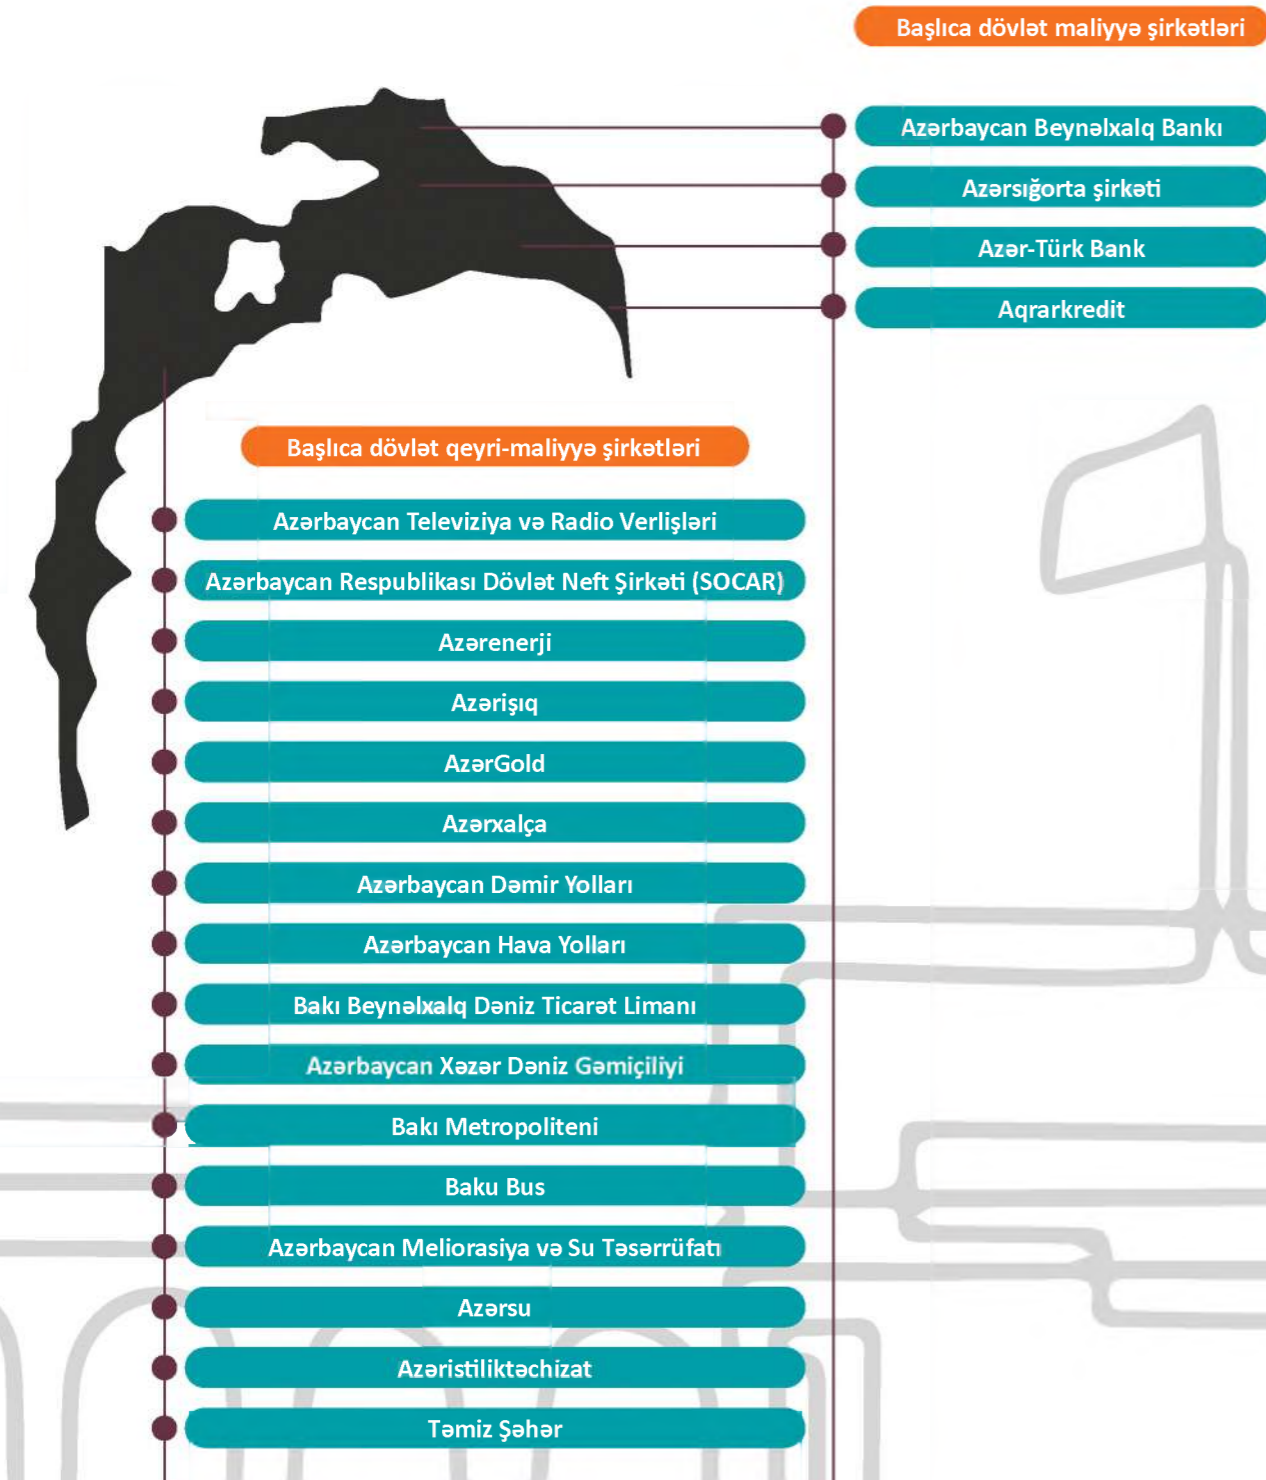 Başlıca dövlət maliyyə şirkətləri
Azərbaycan Beynəlxalq Bankı
Azərsığorta şirkəti
Azər-Türk Bank
Aqrarkredit
Başlıca dövlət qeyri-maliyyə şirkətləri
Azərbaycan Televiziya və Radio Verlişləri
Azərbaycan Respublikası Dövlət Neft Şirkəti (SOCAR)
Azərenerji
Azərişıq
AzərGold
Azərxalça
Azərbaycan Dəmir Yolları
Azərbaycan Hava Yolları
Bakı Beynəlxalq Dəniz Ticarət Limanı
Azərbaycan Xəzər Dəniz Gəmiçiliyi
Bakı Metropoliteni
Baku Bus
Azərbaycan Meliorasiya və Su Təsərrüfatı
Azərsu
Azəristiliktəchizat
Təmiz Şəhər